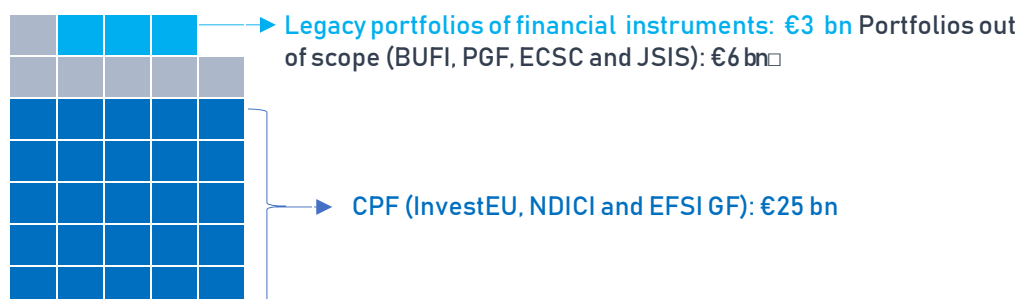 Legacy portfolios of financial instruments: €3 bn Portfolios out
of scope (BUFI, PGF, ECSC and JSIS): €6 bn□
CPF (InvestEU, NDICI and EFSI GF): €25 bn